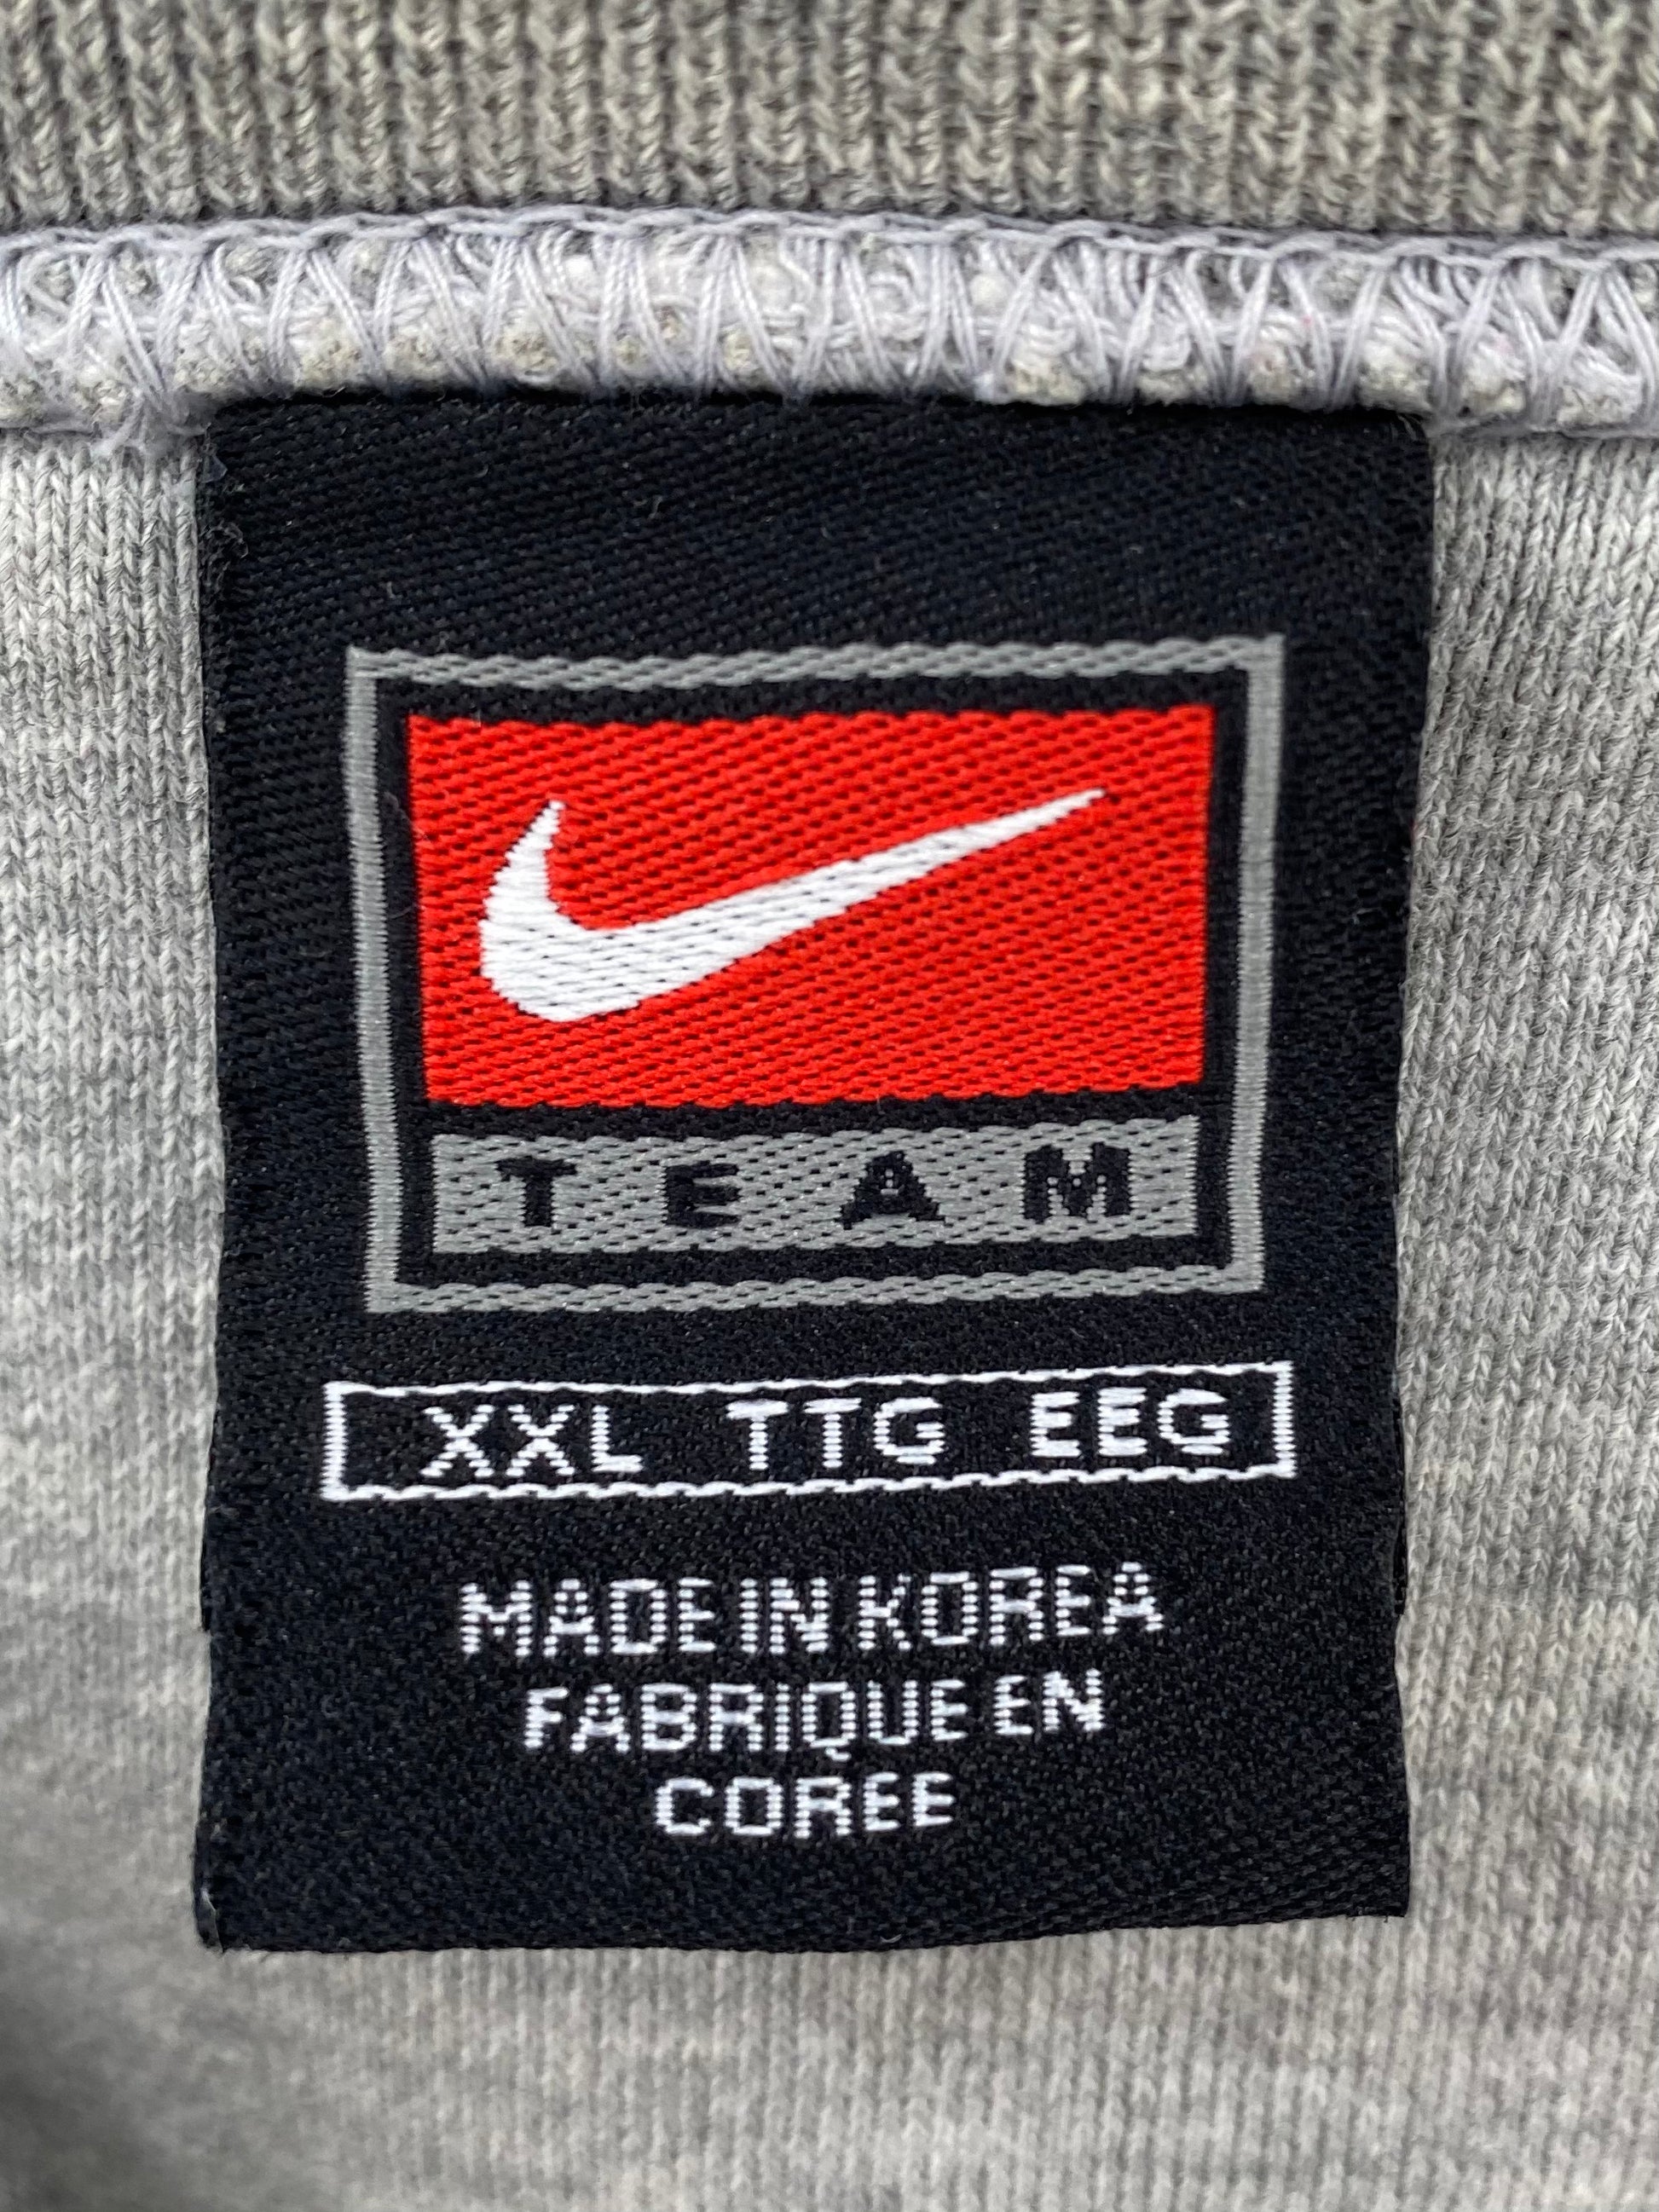 TEAM
XXL TTG EEG
MADE IN KOREA
FABRIQUE EN
COREE